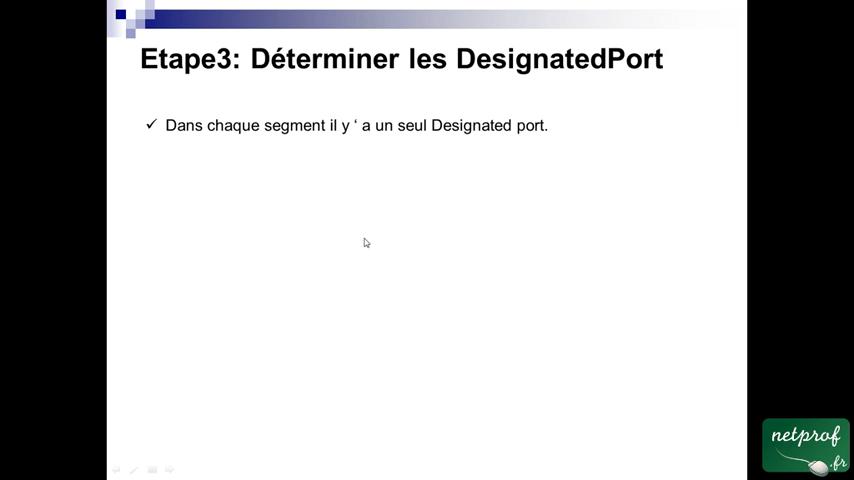 Etape3: Déterminer les DesignatedPort
✓ Dans chaque segment il y ‘ a un seul Designated port.
netprof
.fr